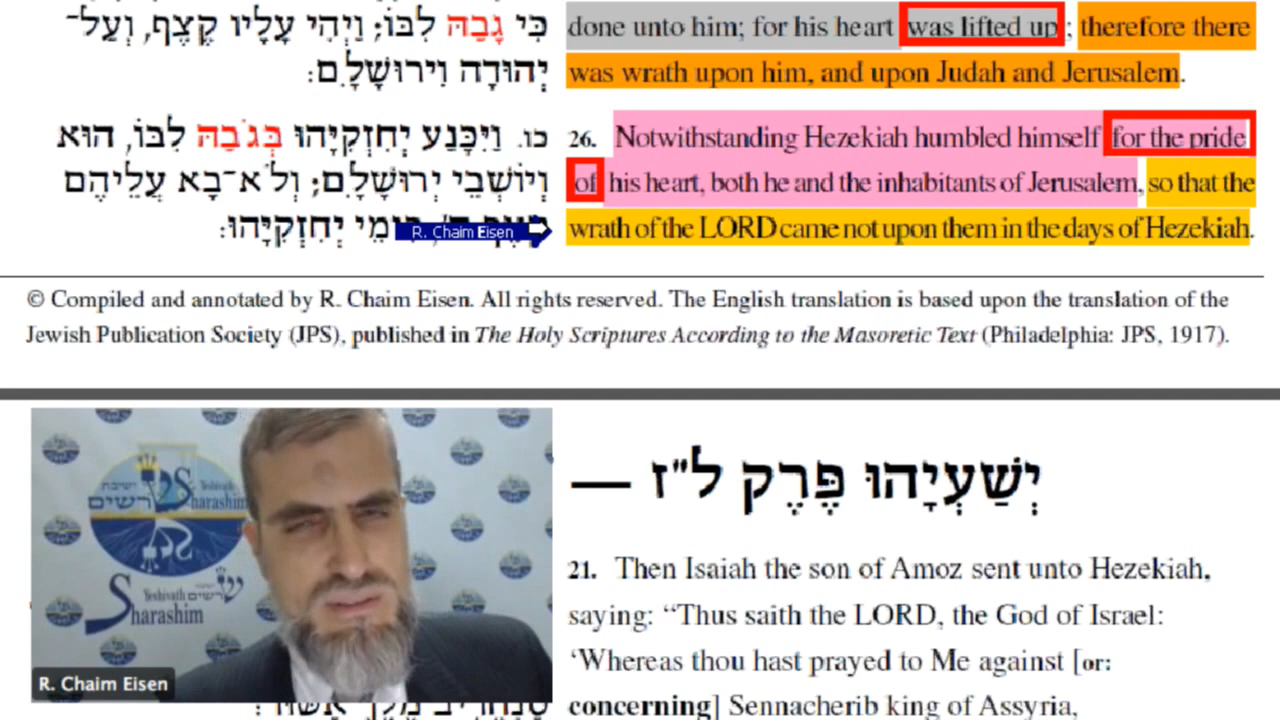 כִּי גָבַהּ לִבּוֹ; וַיְהִי עָלָיו קֶצֶף, וְעַל־
יְהוּדָה וִירוּשָׁלָ‍ִם:
כו. וַיִּכָּנַע יְחִזְקִיָּהוּ בְּגֹבַהּ לִבּוֹ, הוּא
וְיוֹשְׁבֵי יְרוּשָׁלָ‍ִם; וְלֹא־בָא עֲלֵיהֶם
יְחִזְקִיָּהוּ:
R. Chaim Eisen
done unto him; for his heart was lifted up; therefore there
was wrath upon him, and upon Judah and Jerusalem.
26. Notwithstanding Hezekiah humbled himself for the pride
of his heart, both he and the inhabitants of Jerusalem, so that the
wrath of the LORD came not upon them in the days of Hezekiah.
© Compiled and annotated by R. Chaim Eisen. All rights reserved. The English translation is based upon the translation of the
Jewish Publication Society (JPS), published in The Holy Scriptures According to the Masoretic Text (Philadelphia: JPS, 1917).
יְשַׁעְיָהוּ פֶּרֶק ל"ז —
21. Then Isaiah the son of Amoz sent unto Hezekiah,
saying: “Thus saith the LORD, the God of Israel:
‘Whereas thou hast prayed to Me against [or:
concerning] Sennacherib king of Assyria,
ישיבת
שרשים
Yeshivath
Sharashim
Yeshivath שרשים
Sharashim
R. Chaim Eisen